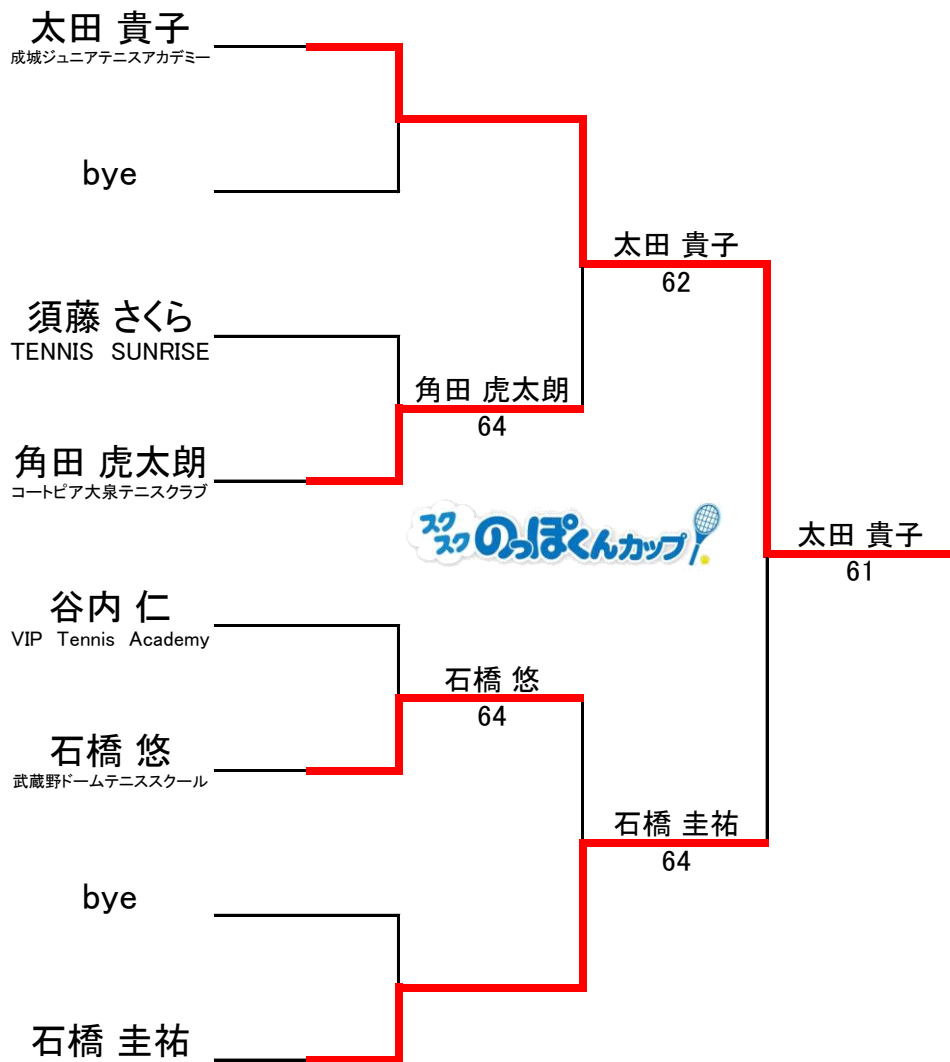 太田 貴子
成城ジュニアテニスアカデミー
bye
太田 貴子
62
須藤 さくら
TENNIS SUNRISE
角田 虎太朗
64
角田 虎太朗
コートピア大泉テニスクラブ
スクスク のっぽくんカップ
太田 貴子
61
谷内 仁
VIP Tennis Academy
石橋 悠
64
石橋 悠
武蔵野ドームテニススクール
石橋 圭祐
64
bye
石橋 圭祐